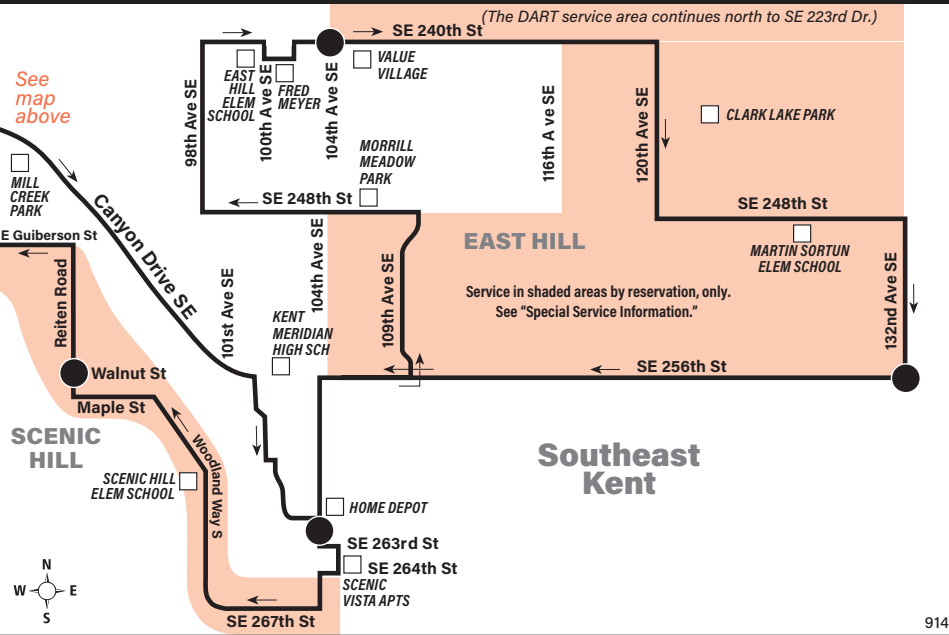 (The DART service area continues north to SE 223rd Dr.)
SE 240th St
See
map
above
98th Ave SE
EAST
HILL
ELEM
SCHOOL
100th Ave SE
FRED
MEYER
104th Ave SE
VALUE
VILLAGE
116th A ve SE
120th Ave SE
CLARK LAKE PARK
MORRILL
MEADOW
PARK
MILL
CREEK
PARK
SE 248th St
SE 248th St
E Guiberson St
Canyon Drive SE
EAST HILL
MARTIN SORTUN
ELEM SCHOOL
Reiten Road
101st Ave SE
104th Ave SE
109th Ave SE
132nd Ave SE
Service in shaded areas by reservation, only.
See “Special Service Information.”
KENT
MERIDIAN
HIGH SCH
Walnut St
SE 256th St
Maple St
SCENIC
HILL
Woodland Way S
Southeast
Kent
SCENIC HILL
ELEM SCHOOL
HOME DEPOT
SE 263rd St
SE 264th St
SCENIC
VISTA APTS
N
W
E
S
SE 267th St
914